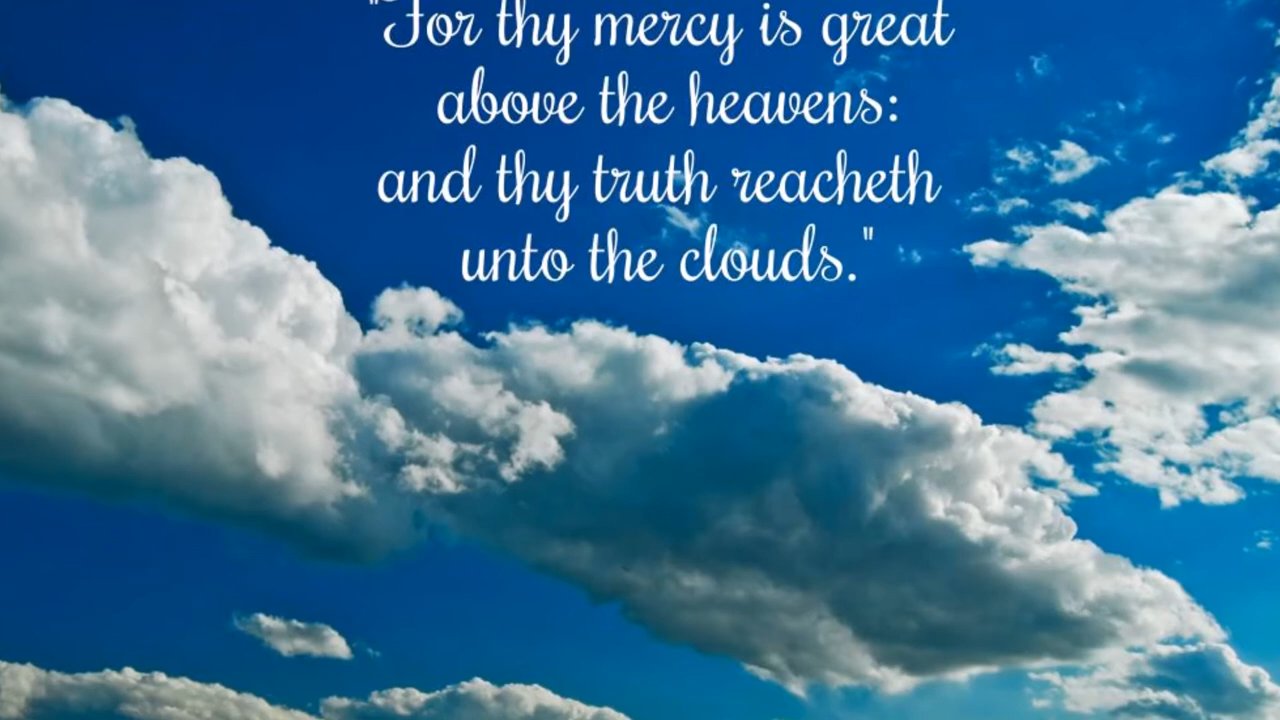 "For thy mercy is great
above the heavens:
and thy truth reacheth
unto the clouds."